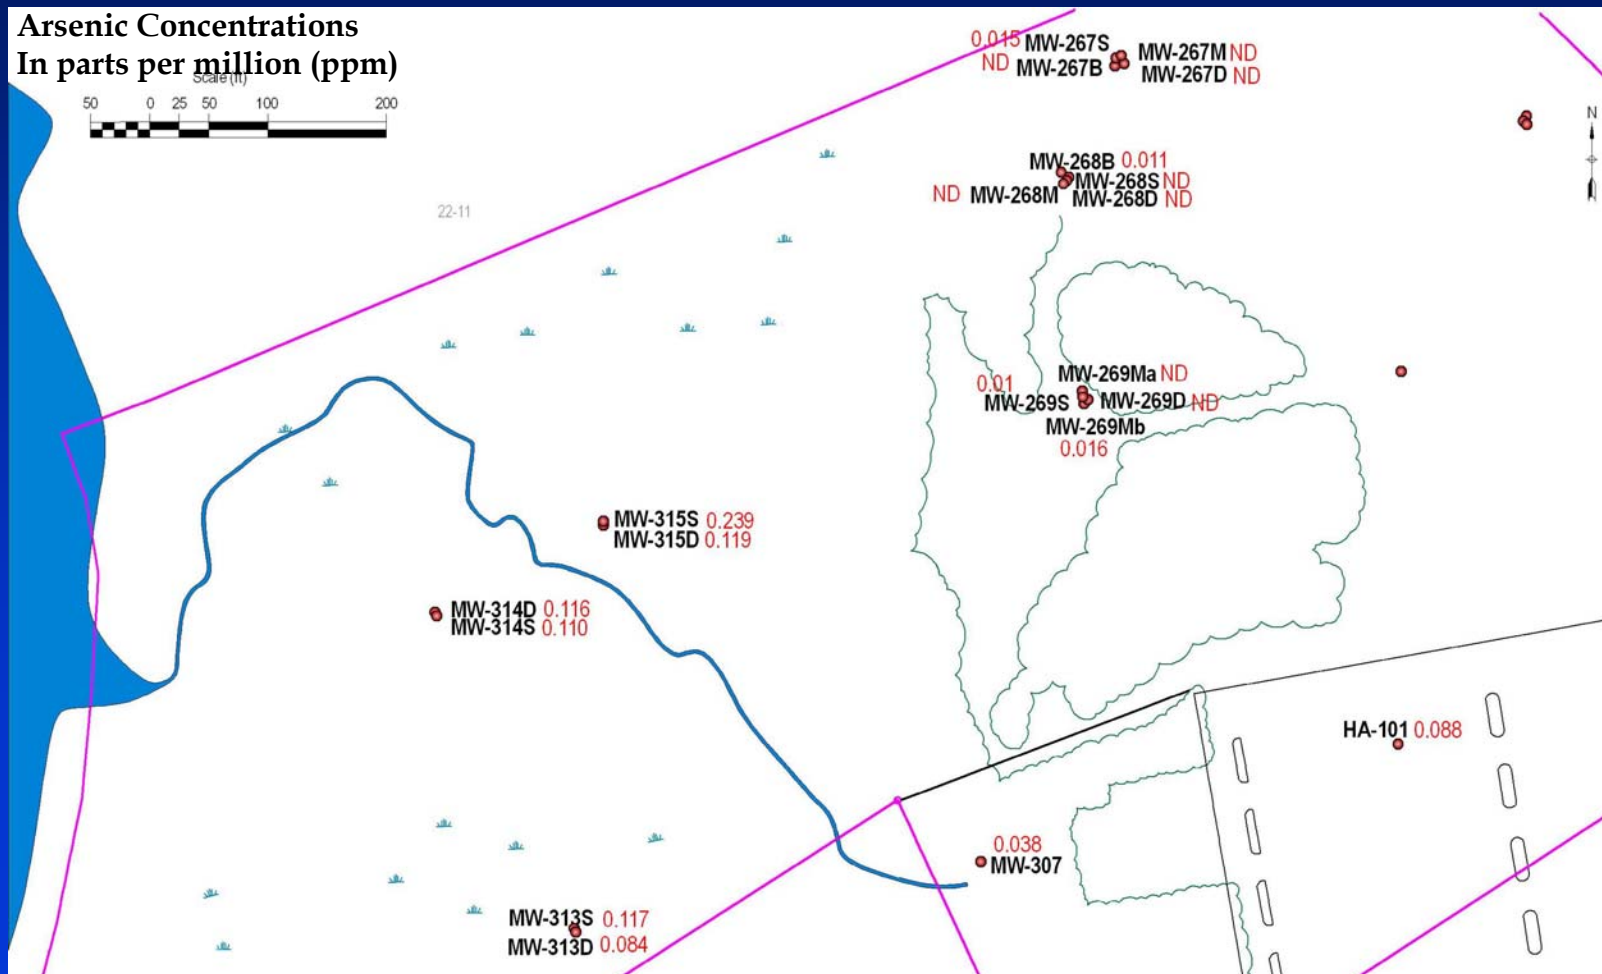 Arsenic Concentrations
In parts per million (ppm)
Scale (ft)
50 0 25 50 100 200
0.015 MW-267S
MW-267M ND
ND MW-267B
MW-267D ND
N
MW-268B 0.011
MW-268S ND
ND MW-268M
MW-268D ND
22-11
MW-269Ma ND
0.01
MW-269S
MW-269D ND
MW-269Mb
0.016
MW-315S 0.239
MW-315D 0.119
MW-314D 0.116
MW-314S 0.110
HA-101 0.088
0.038
MW-307
MW-313S 0.117
MW-313D 0.084